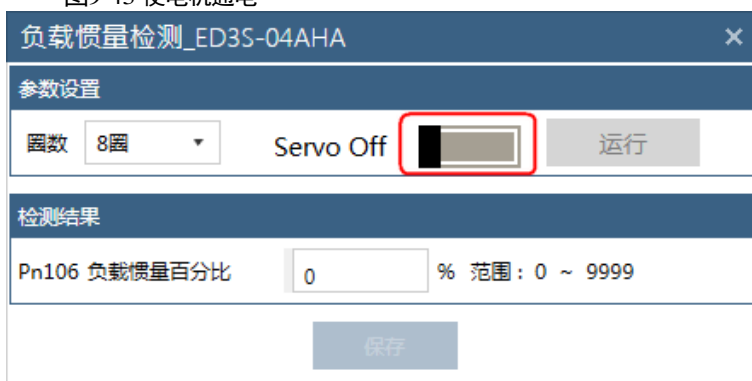 负载惯量检测_ED3S-04AHA ×
参数设置
圈数 8圈 Servo Off 运行
检测结果
Pn106 负载惯量百分比 0 % 范围：0 ~ 9999
保存